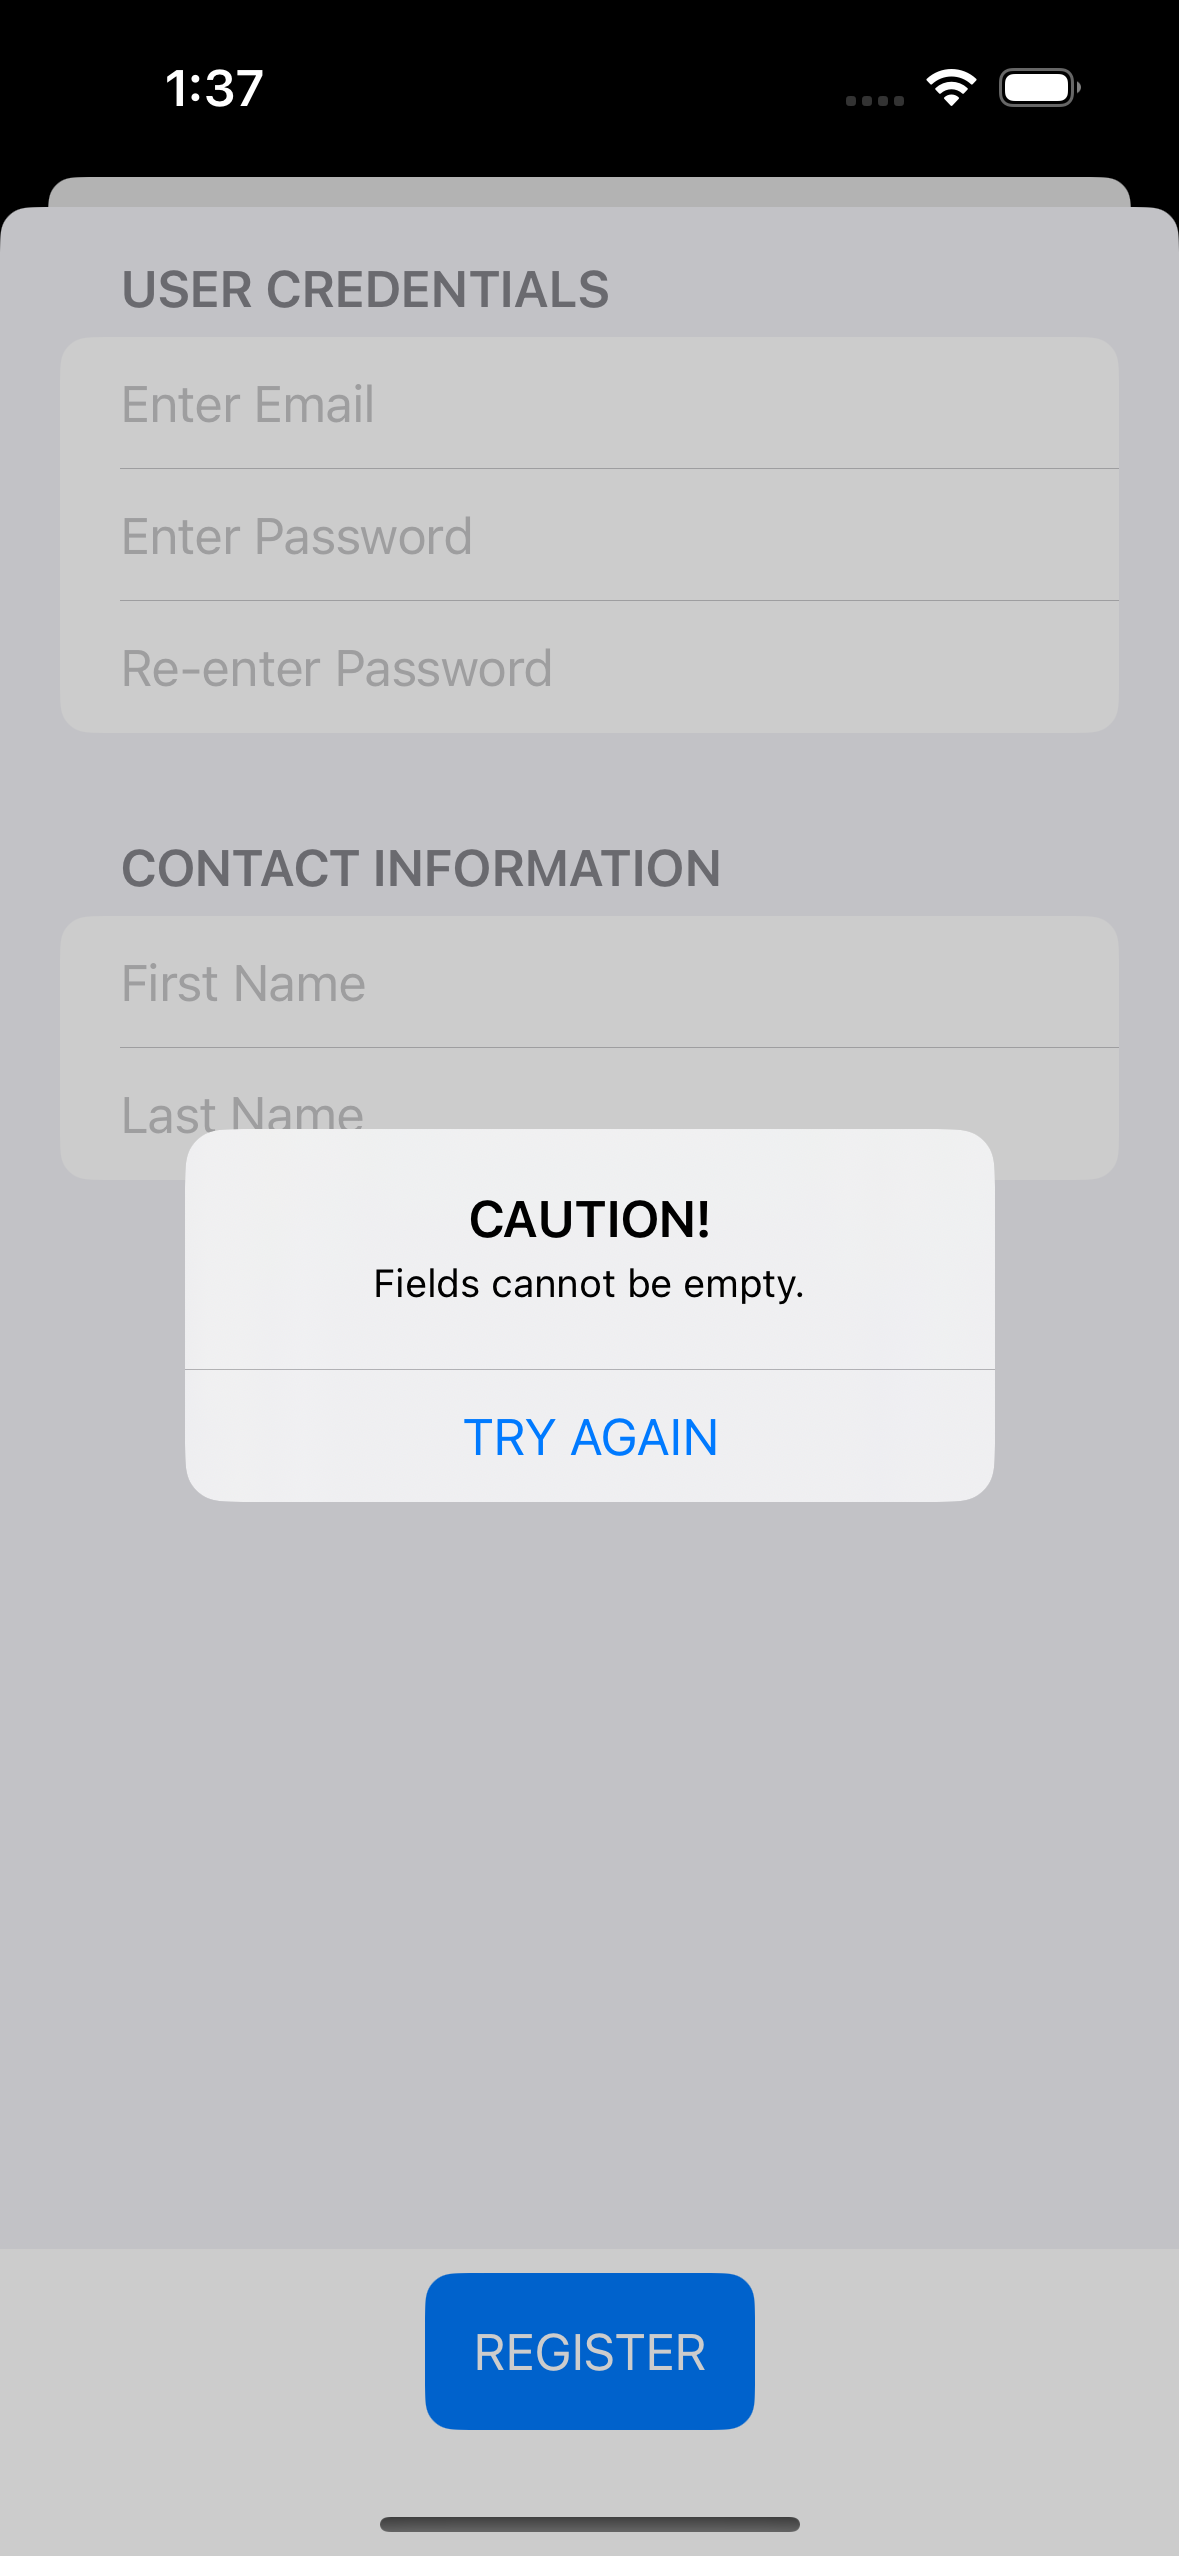 1:37
USER CREDENTIALS
Enter Email
Enter Password
Re-enter Password
CONTACT INFORMATION
First Name
Last Name
CAUTION!
Fields cannot be empty.
TRY AGAIN
REGISTER